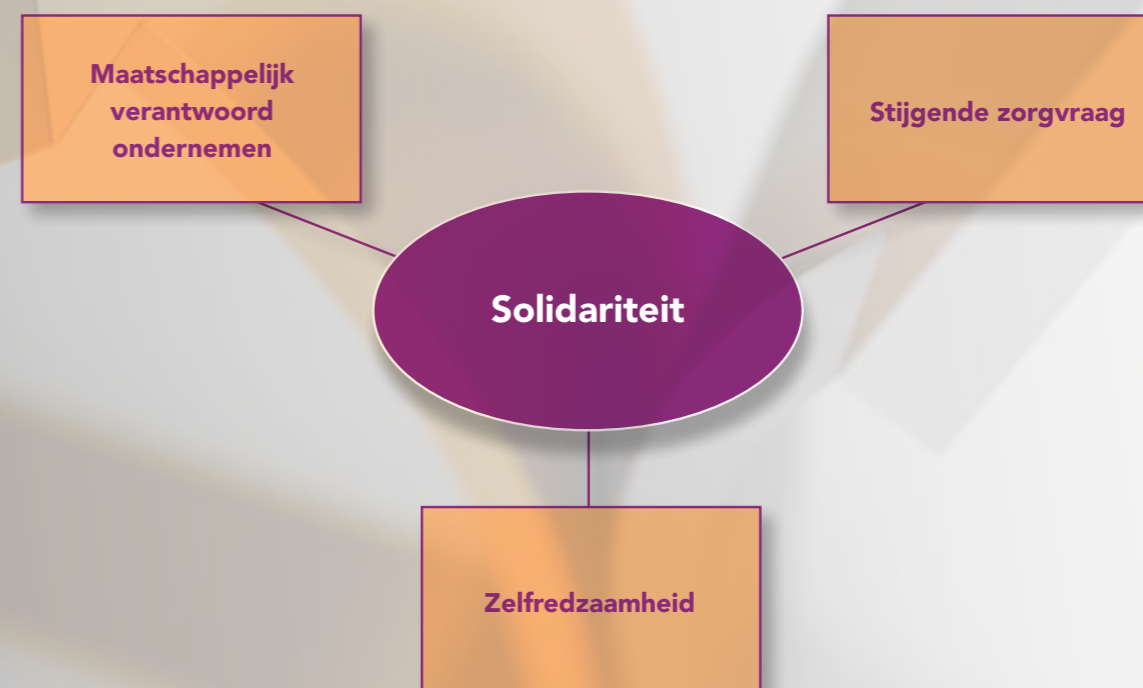 Maatschappelijk
verantwoord
ondernemen
Stijgende zorgvraag
Solidariteit
Zelfredzaamheid